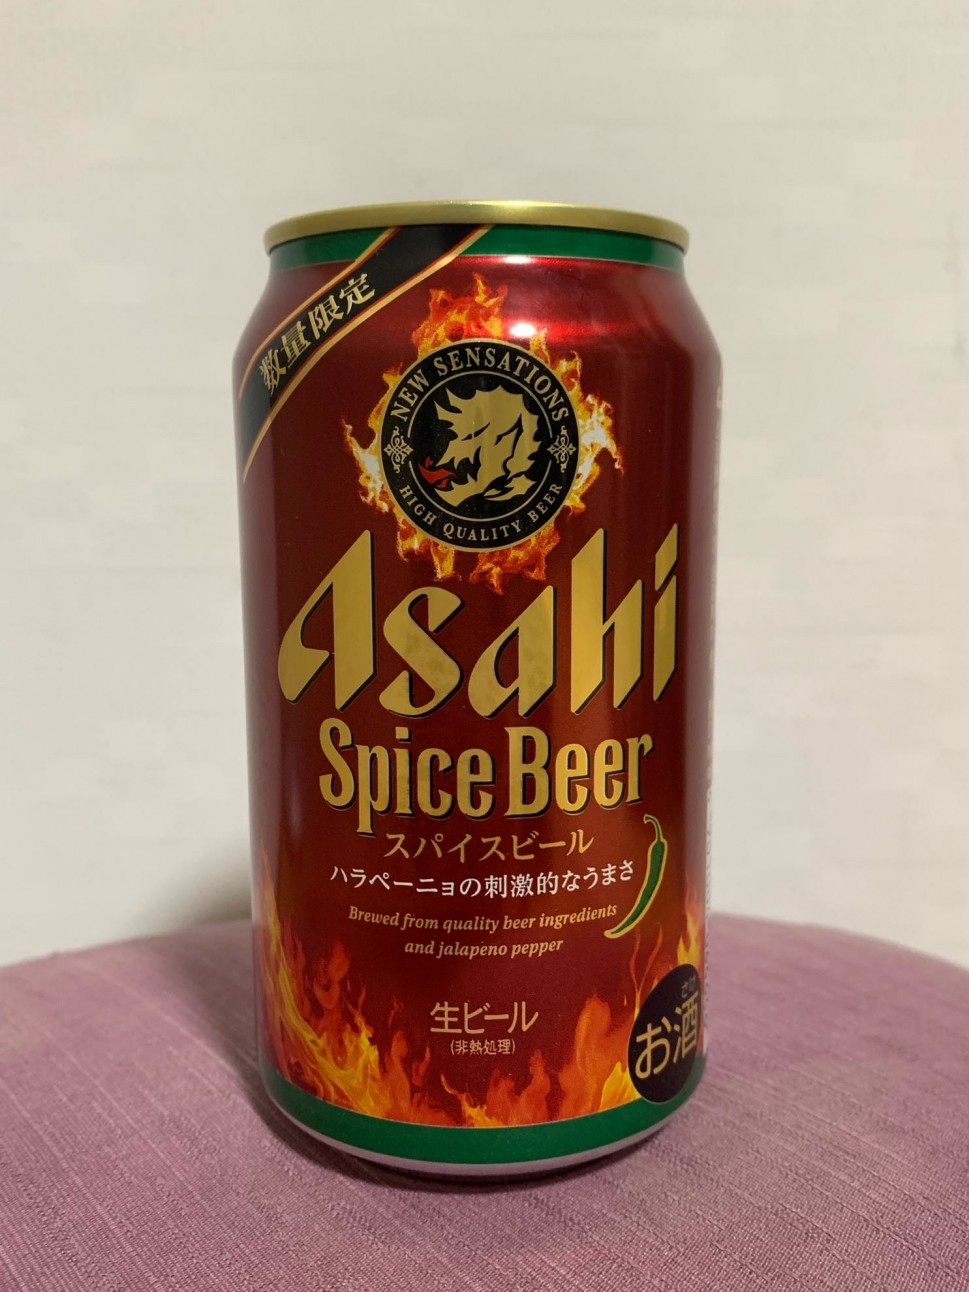 数量限定
NEW SENSATIONS
HIGH QUALITY BEER
Asahi
Spice Beer
スパイスビール
ハラペーニョの刺激的なうまさ
Brewed from quality beer ingredients
and jalapeno pepper
生ビール
(非熱処理)
さけ
お酒